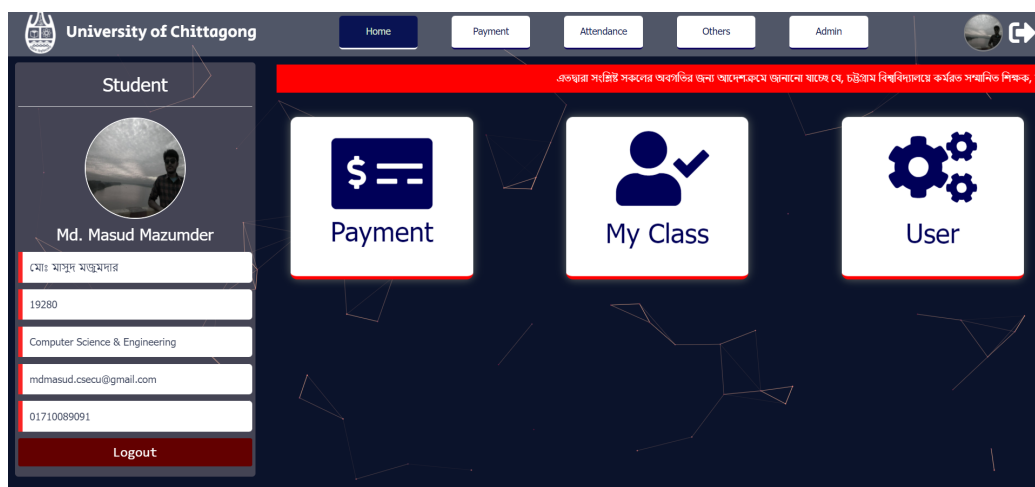 University of Chittagong
Home
Payment
Attendance
Others
Admin
Student
Md. Masud Mazumder
মোঃ মাসুদ মজুমদার
19280
Computer Science & Engineering
mdmasud.csecu@gmail.com
01710089091
Logout
এতদ্বারা সংশ্লিষ্ট সকলের অবগতির জন্য আদেশক্রমে জানানো যাচ্ছে যে, চট্টগ্রাম বিশ্ববিদ্যালয়ে কর্মরত সম্মানিত শিক্ষক,
Payment
My Class
User